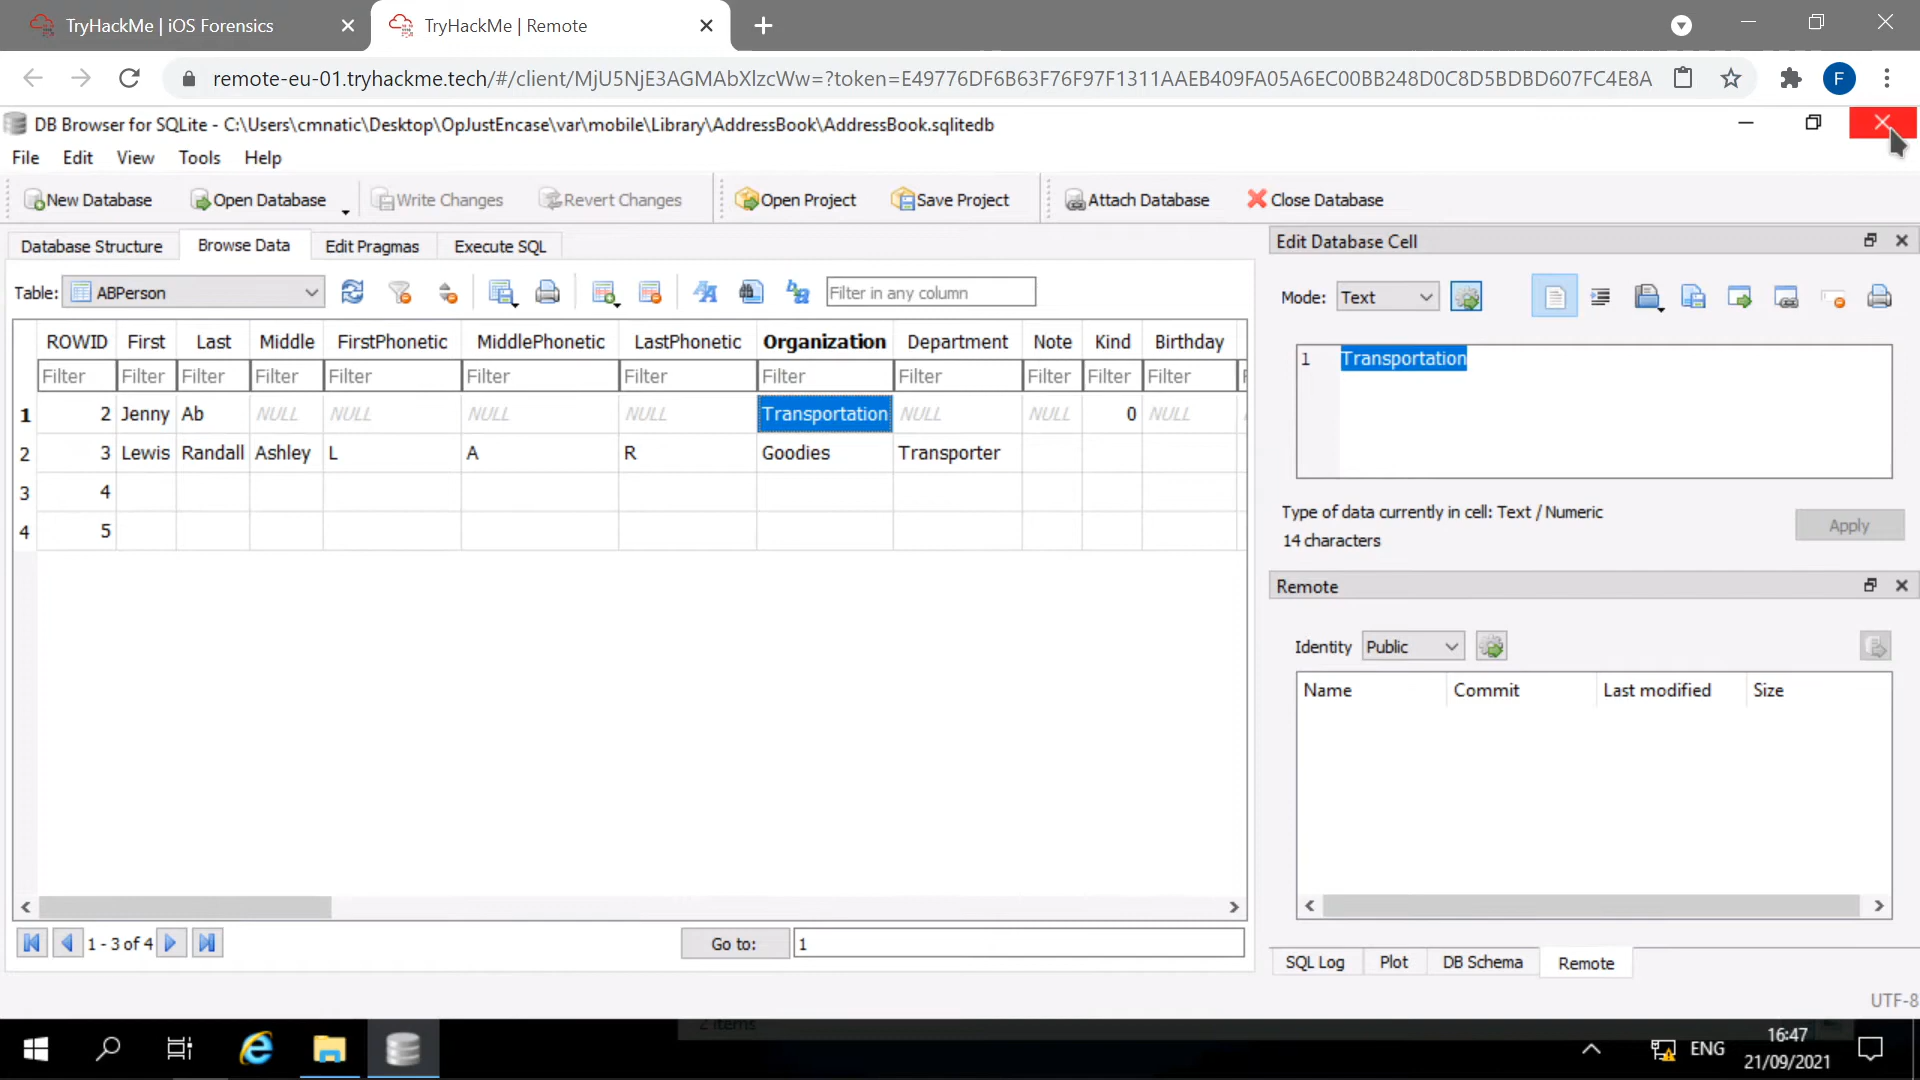 TryHackMe | iOS Forensics
TryHackMe | Remote
remote-eu-01.tryhackme.tech/#/client/MjU5NjE3AGMAbXlzcWw=?token=E49776DF6B63F76F97F1311AAEB409FA05A6EC00BB248D0C8D5BDBD607FC4E8A
F
DB Browser for SQLite - C:\Users\cmnatic\Desktop\OpJustEncase\var\mobile\Library\AddressBook\AddressBook.sqlitedb
File Edit View Tools Help
New Database Open Database Write Changes Revert Changes Open Project Save Project Attach Database Close Database
Database Structure Browse Data Edit Pragmas Execute SQL
Table: ABPerson Filter in any column
ROWID First Last Middle FirstPhonetic MiddlePhonetic LastPhonetic Organization Department Note Kind Birthday
Filter Filter Filter Filter Filter Filter Filter Filter Filter Filter Filter Filter
1 2 Jenny Ab NULL NULL NULL NULL Transportation NULL NULL 0 NULL
2 3 Lewis Randall Ashley L A R Goodies Transporter
3 4
4 5
1 - 3 of 4 Go to: 1
Edit Database Cell
Mode: Text
1 Transportation
Type of data currently in cell: Text / Numeric
14 characters
Apply
Remote
Identity Public
Name Commit Last modified Size
SQL Log Plot DB Schema Remote
UTF-8
2 items
ENG
16:47
21/09/2021